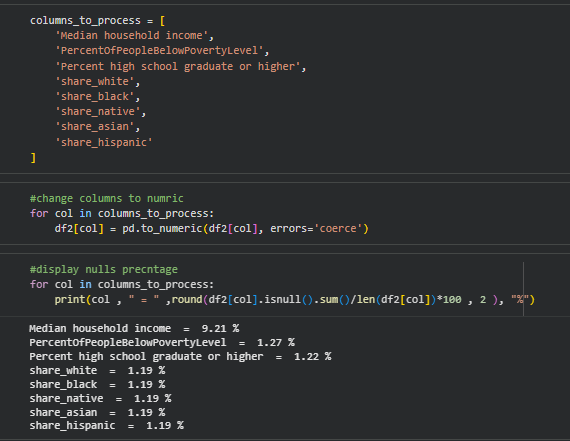 columns_to_process = [
    'Median household income',
    'PercentOfPeopleBelowPovertyLevel',
    'Percent high school graduate or higher',
    'share_white',
    'share_black',
    'share_native',
    'share_asian',
    'share_hispanic'
]
#change columns to numric
for col in columns_to_process:
    df2[col] = pd.to_numeric(df2[col], errors='coerce')
#display nulls precntage
for col in columns_to_process:
    print(col , " = " ,round(df2[col].isnull().sum()/len(df2[col])*100 , 2 ), "%")
Median household income  =  9.21 %
PercentOfPeopleBelowPovertyLevel  =  1.27 %
Percent high school graduate or higher  =  1.22 %
share_white  =  1.19 %
share_black  =  1.19 %
share_native  =  1.19 %
share_asian  =  1.19 %
share_hispanic  =  1.19 %